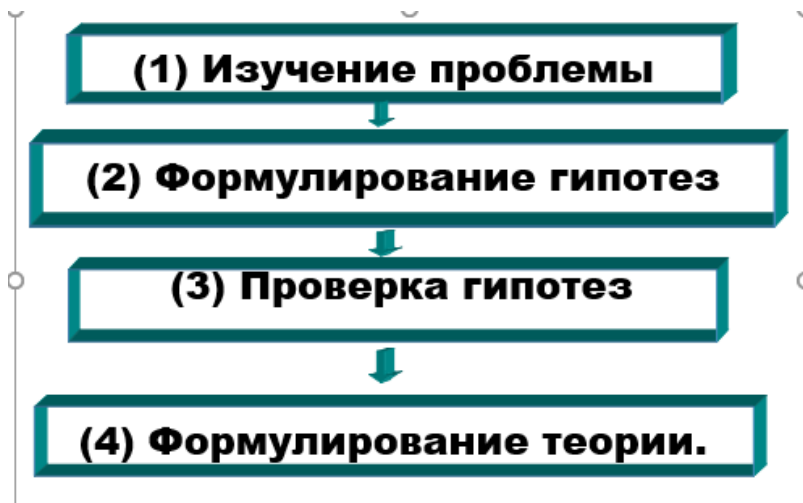 (1) Изучение проблемы
(2) Формулирование гипотез
(3) Проверка гипотез
(4) Формулирование теории.